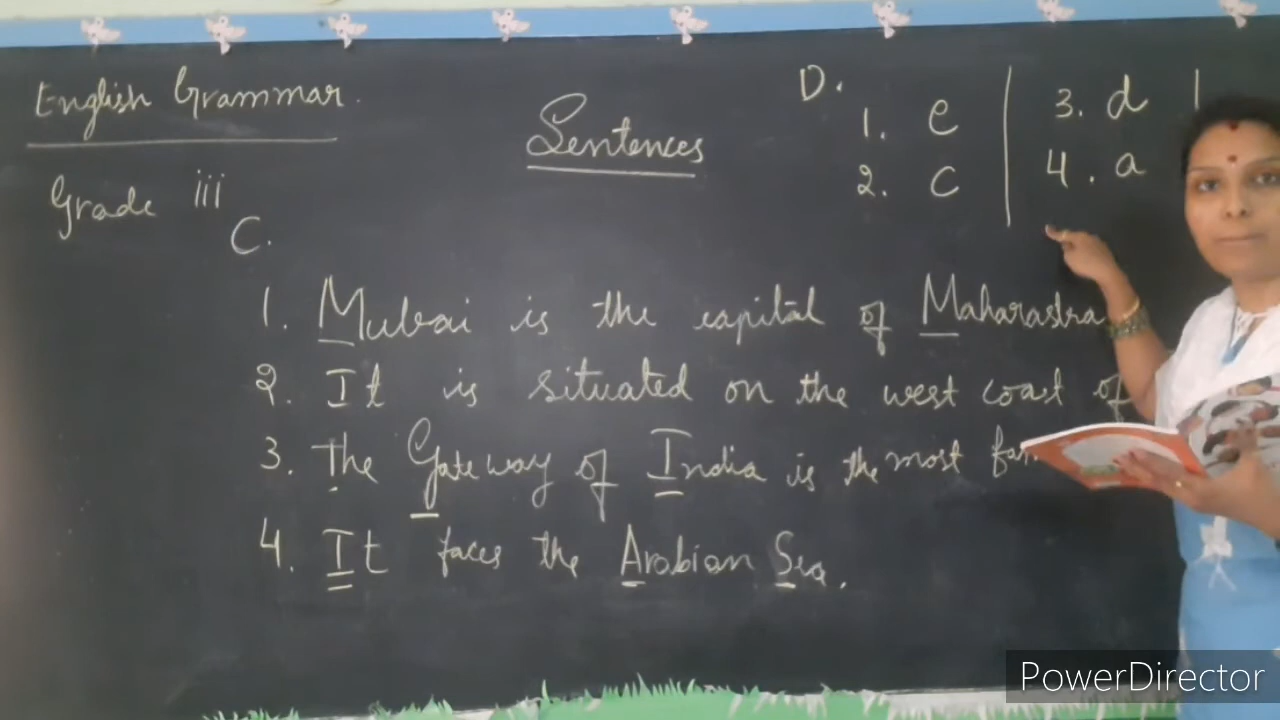 English Grammar.
Sentences
Grade iii
D.
1. e
2. c
3. d
4. a
C.
1. Mubai is the capital of Maharastra
2. It is situated on the west coast of
3. The Gateway of India is the most
4. It faces the Arabian Sea.
PowerDirector